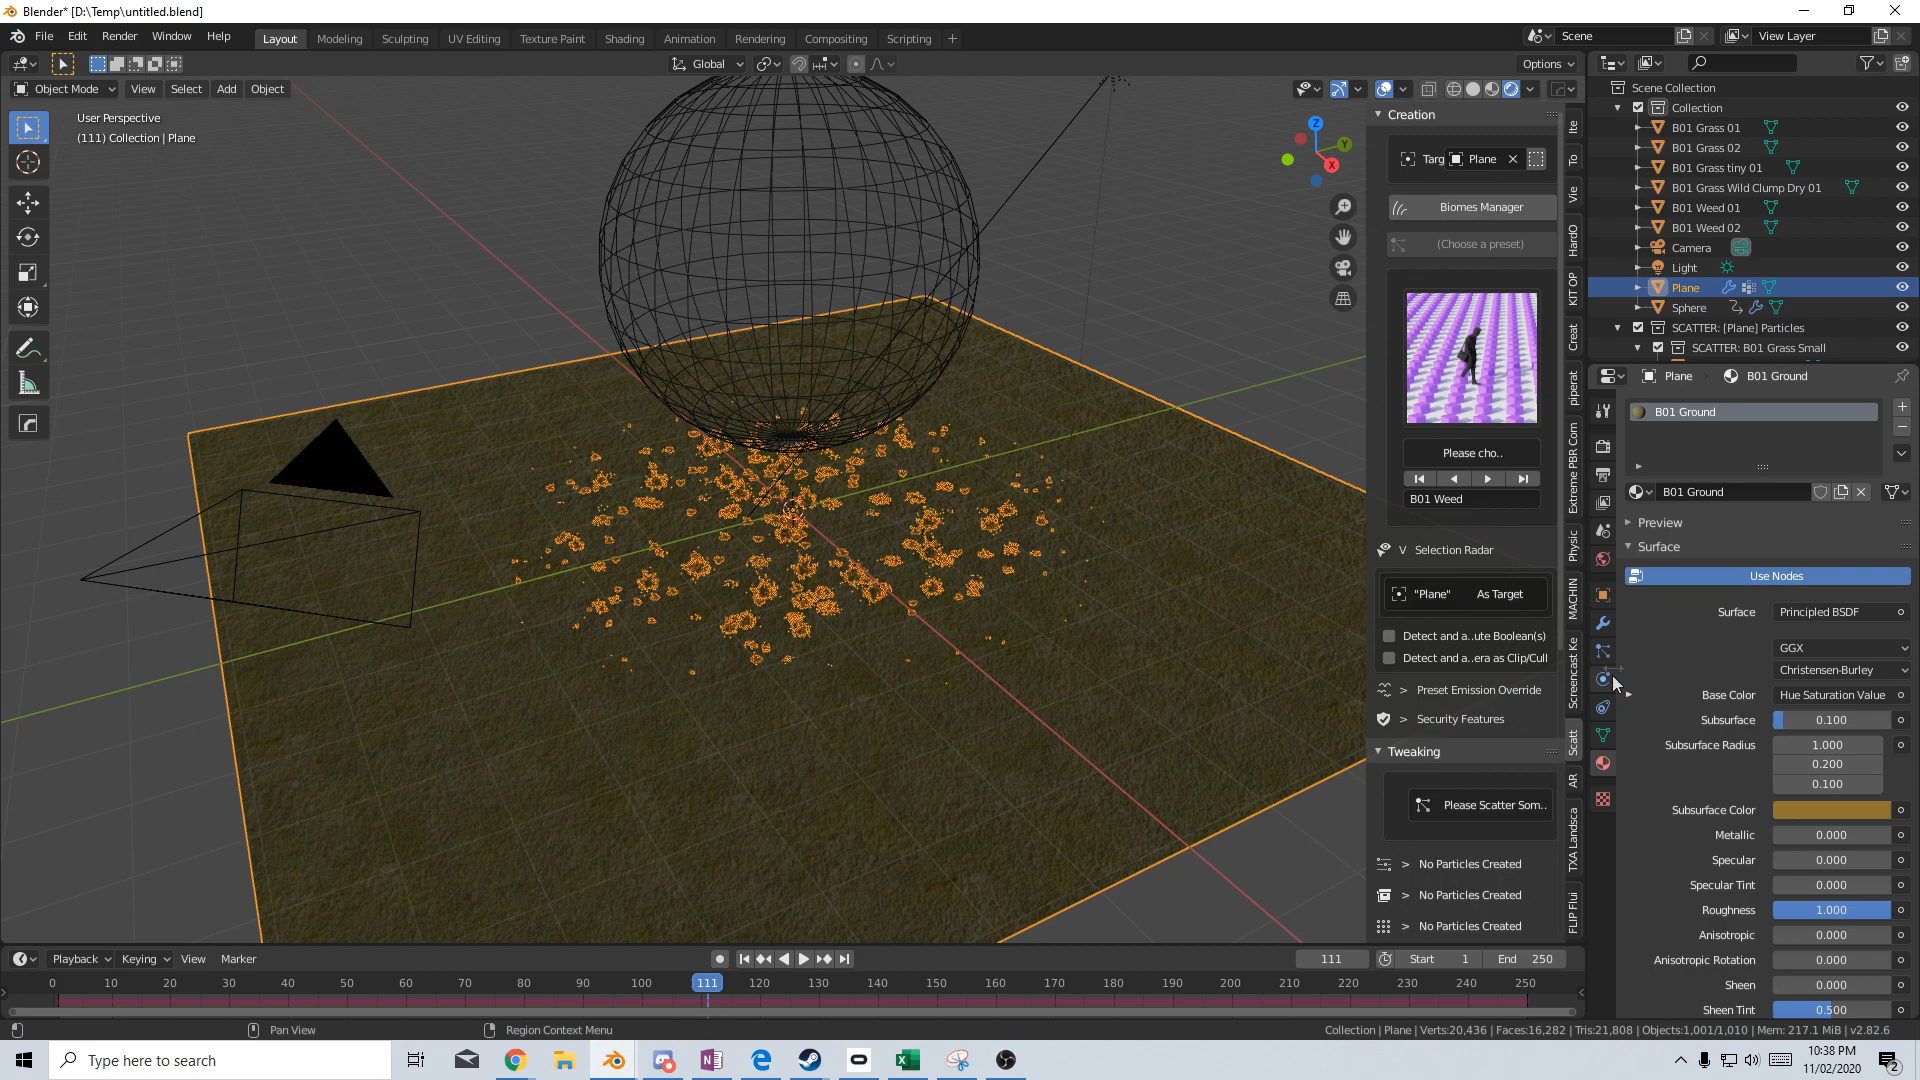 Blender* [D:\Temp\untitled.blend]
File Edit Render Window Help
Layout Modeling Sculpting UV Editing Texture Paint Shading Animation Rendering Compositing Scripting +
Scene
View Layer
Global
Options
Object Mode View Select Add Object
User Perspective
(111) Collection | Plane
Z
Y
X
Creation
Targ Plane
Biomes Manager
(Choose a preset)
Please cho..
B01 Weed
V Selection Radar
"Plane" As Target
Detect and a..ute Boolean(s)
Detect and a..era as Clip/Cull
> Preset Emission Override
> Security Features
Tweaking
Please Scatter Som..
> No Particles Created
> No Particles Created
> No Particles Created
Ite
To
Vie
HardO
KIT OP
Creat
piperat
Extreme PBR Com
Physic
MACHIN
Screencast Ke
Scatt
AR
TXA Landsca
FLIP Flui
Scene Collection
Collection
B01 Grass 01
B01 Grass 02
B01 Grass tiny 01
B01 Grass Wild Clump Dry 01
B01 Weed 01
B01 Weed 02
Camera
Light
Plane
Sphere
SCATTER: [Plane] Particles
SCATTER: B01 Grass Small
Plane B01 Ground
B01 Ground
B01 Ground
Preview
Surface
Use Nodes
Surface Principled BSDF
GGX
Christensen-Burley
Base Color Hue Saturation Value
Subsurface 0.100
Subsurface Radius 1.000
0.200
0.100
Subsurface Color
Metallic 0.000
Specular 0.000
Specular Tint 0.000
Roughness 1.000
Anisotropic 0.000
Anisotropic Rotation 0.000
Sheen 0.000
Sheen Tint 0.500
Playback Keying View Marker
111 Start 1 End 250
0 10 20 30 40 50 60 70 80 90 100 111 120 130 140 150 160 170 180 190 200 210 220 230 240 250
Pan View Region Context Menu
Collection | Plane | Verts:20,436 | Faces:16,282 | Tris:21,808 | Objects:1,001/1,010 | Mem: 217.1 MiB | v2.82.6
Type here to search
10:38 PM
11/02/2020
2